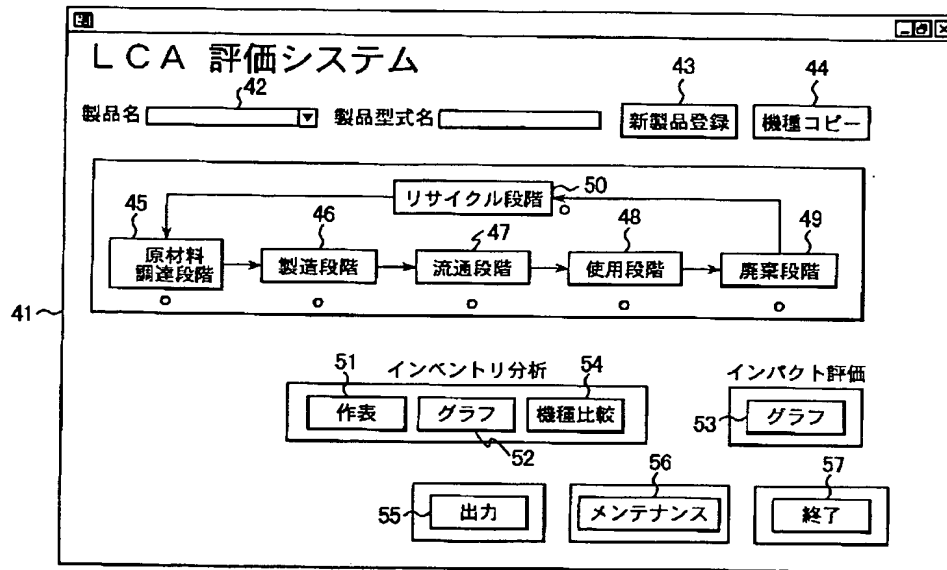 LCA 評価システム
43
44
42
製品名
製品型式名
新製品登録
機種コピー
50
リサイクル段階
45
46
47
48
49
原材料
調達段階
製造段階
流通段階
使用段階
廃棄段階
41
51
インベントリ分析
54
インパクト評価
作表
グラフ
機種比較
53
グラフ
52
56
57
55
出力
メンテナンス
終了